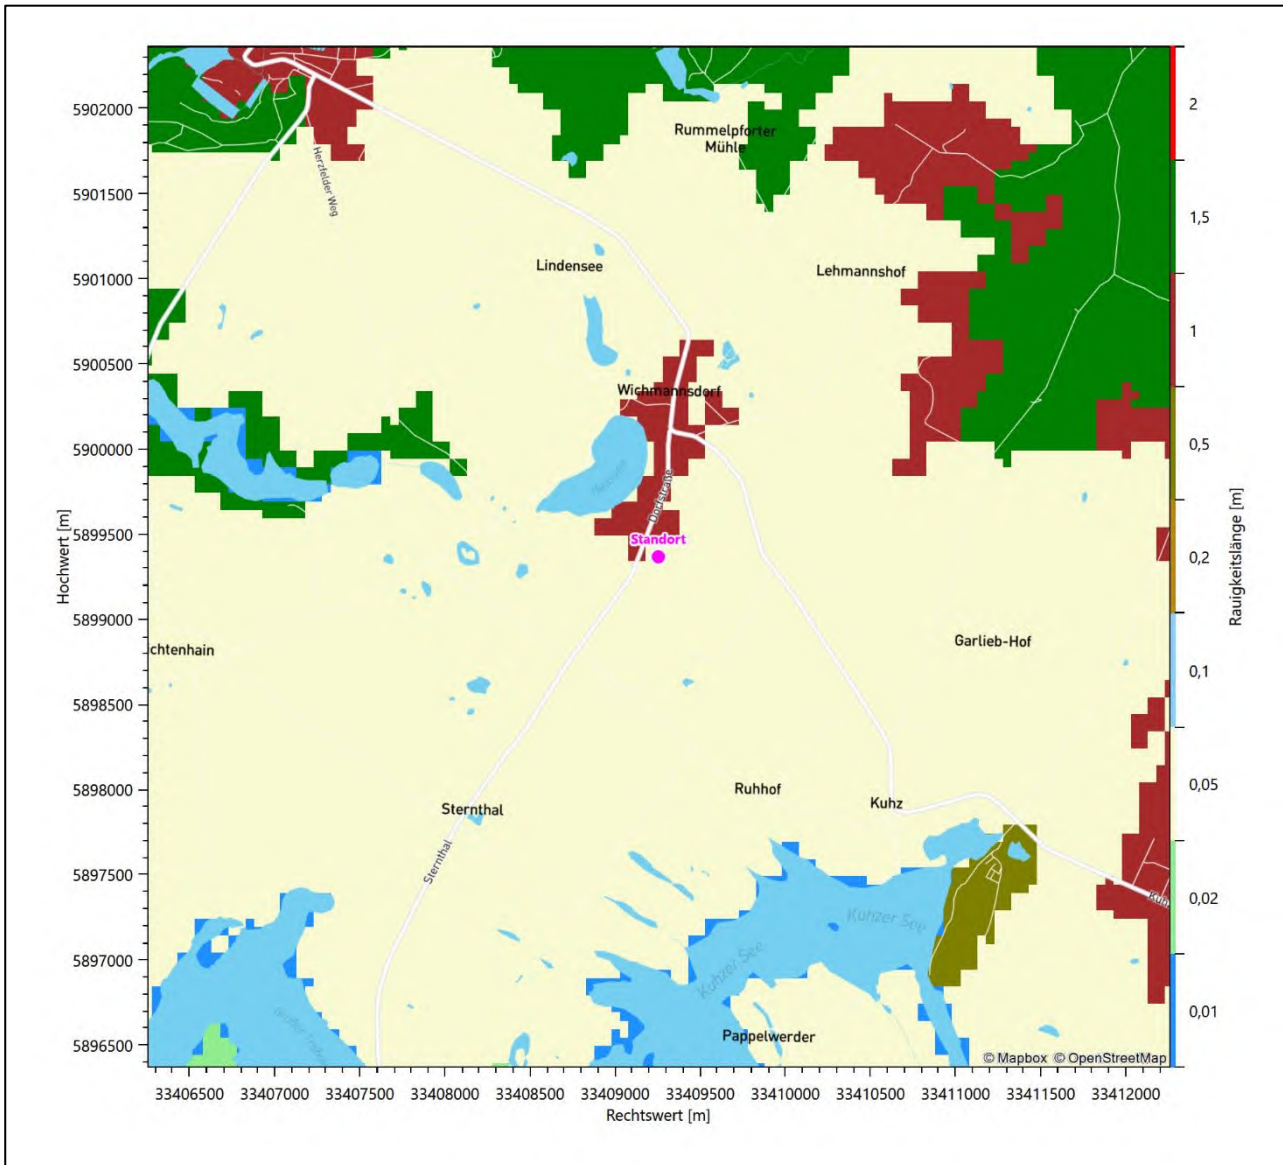 5902000
5901500
5901000
5900500
5900000
5899500
5899000
5898500
5898000
5897500
5897000
5896500
Hochwert [m]
Rummelpforter
Mühle
Herzfelder Weg
Lindensee
Lehmannshof
Wichmannsdorf
Haussee
Dorfstraße
Standort
chtenhain
Garlieb-Hof
Ruhhof
Kuhz
Sternthal
Sternthal
Kuhzer See
Kuhzer See
Pappelwerder
© Mapbox © OpenStreetMap
33406500 33407000 33407500 33408000 33408500 33409000 33409500 33410000 33410500 33411000 33411500 33412000
Rechtswert [m]
2
1,5
1
0,5
0,2
0,1
0,05
0,02
0,01
Rauigkeitslänge [m]